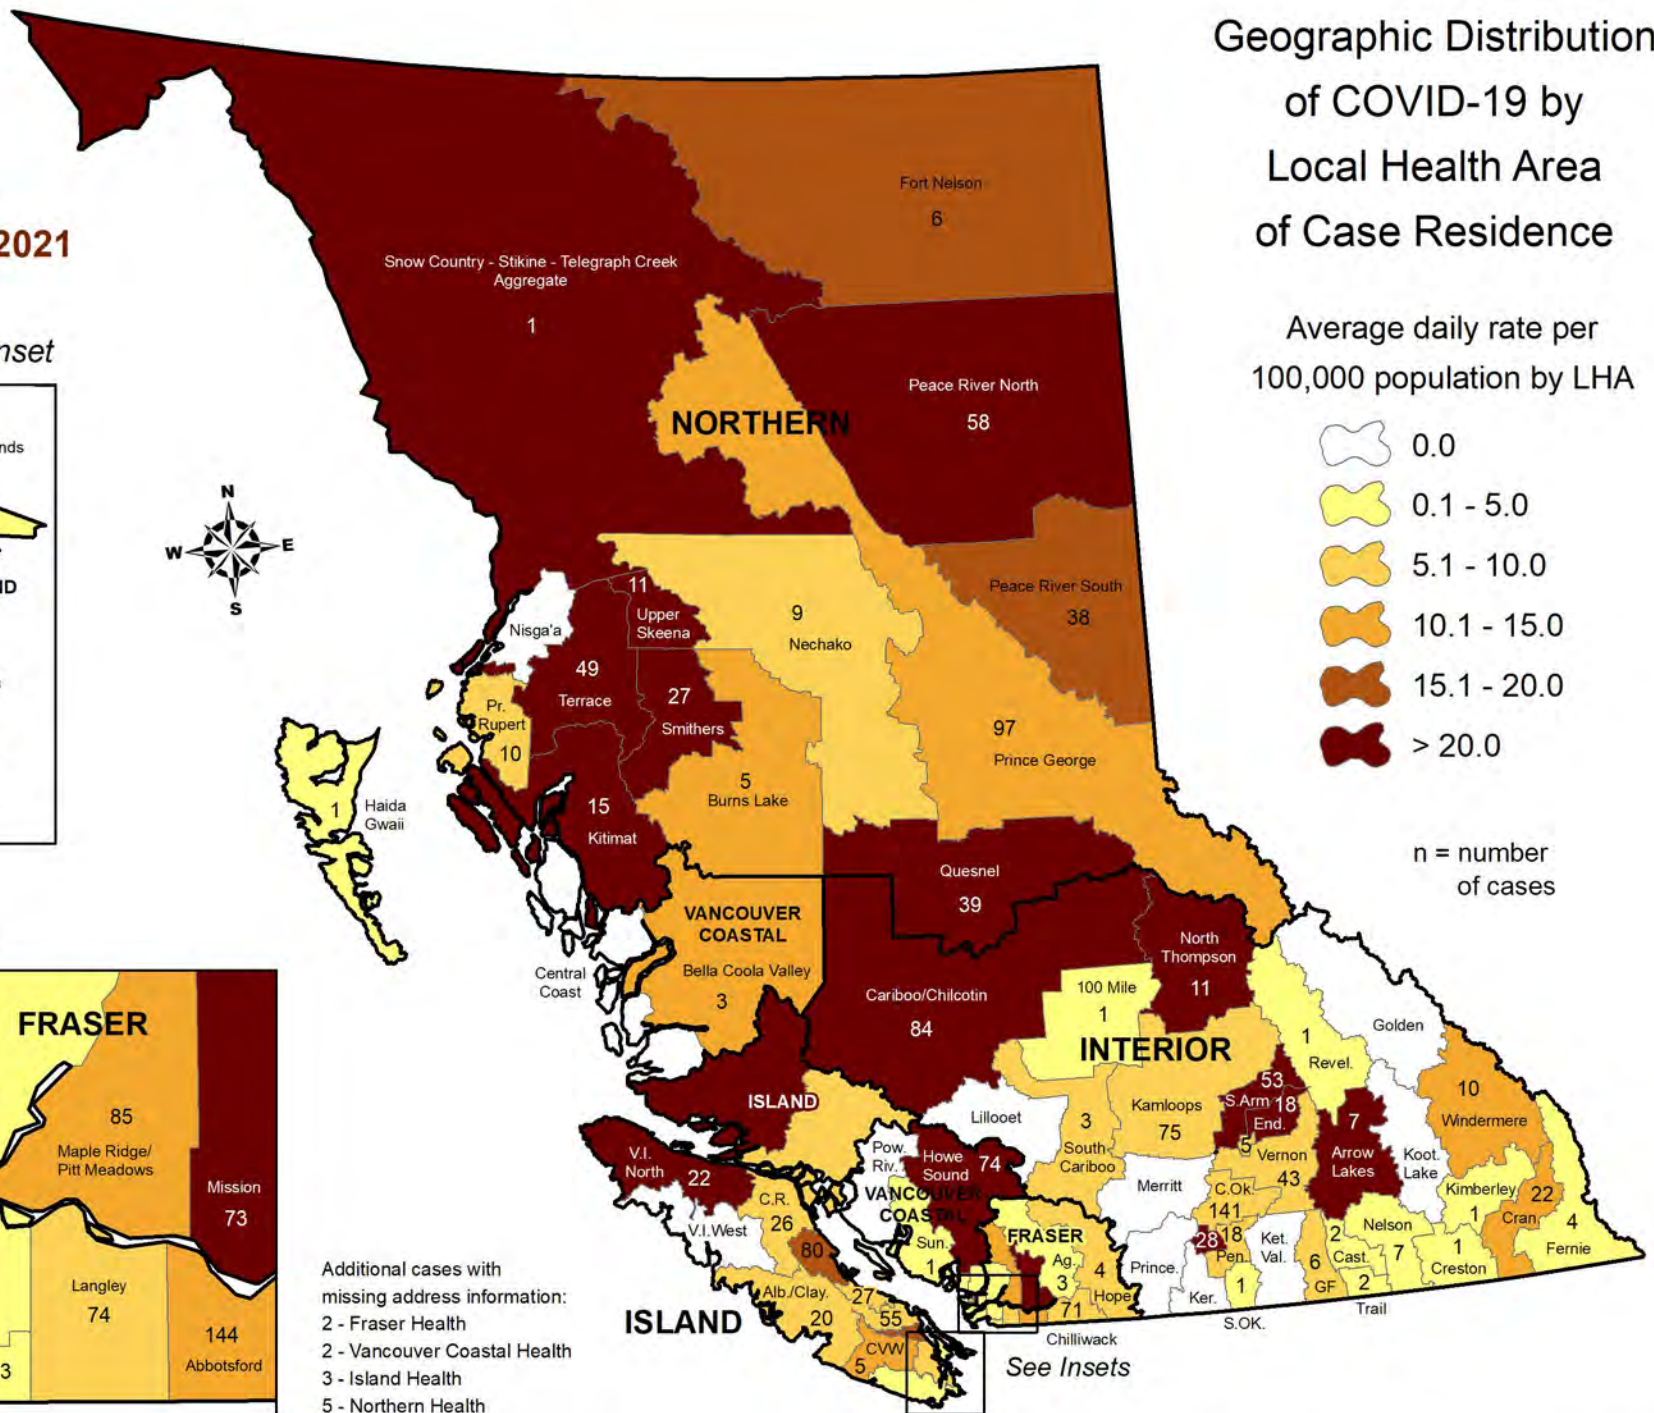 Geographic Distribution
of COVID-19 by
Local Health Area
of Case Residence
Average daily rate per
100,000 population by LHA
0.0
0.1 - 5.0
5.1 - 10.0
10.1 - 15.0
15.1 - 20.0
> 20.0
n = number
of cases
2021
nset
nds
ND
N
W
E
S
Snow Country - Stikine - Telegraph Creek
Aggregate
1
Fort Nelson
6
Peace River North
58
NORTHERN
Peace River South
38
11
Upper
Skeena
9
Nechako
Nisga'a
49
Terrace
27
Smithers
Pr.
Rupert
10
97
Prince George
5
Burns Lake
15
Kitimat
1
Haida
Gwaii
Quesnel
39
VANCOUVER
COASTAL
Bella Coola Valley
3
Central
Coast
Cariboo/Chilcotin
84
North
Thompson
11
100 Mile
1
INTERIOR
Golden
1
Revel.
ISLAND
Lillooet
3
South
Cariboo
Kamloops
75
53
S.Arm
18
End.
5
Vernon
43
7
Arrow
Lakes
Koot.
Lake
10
Windermere
V.I.
North
22
Pow.
Riv.
Howe
Sound
74
VANCOUVER
COASTAL
Merritt
C.Ok.
141
Kimberley
1
22
Cran.
4
Fernie
C.R.
26
V.I.West
80
Sun.
1
FRASER
Ag.
3
4
Hope
71
Chilliwack
Prince.
28
18
Pen.
Ket.
Val.
Ker.
1
S.OK.
6
GF
2
Cast.
2
Trail
Nelson
7
1
Creston
Alb./Clay.
20
27
55
CVW
5
ISLAND
See Insets
FRASER
85
Maple Ridge/
Pitt Meadows
Mission
73
Langley
74
144
Abbotsford
3
Additional cases with
missing address information:
2 - Fraser Health
2 - Vancouver Coastal Health
3 - Island Health
5 - Northern Health